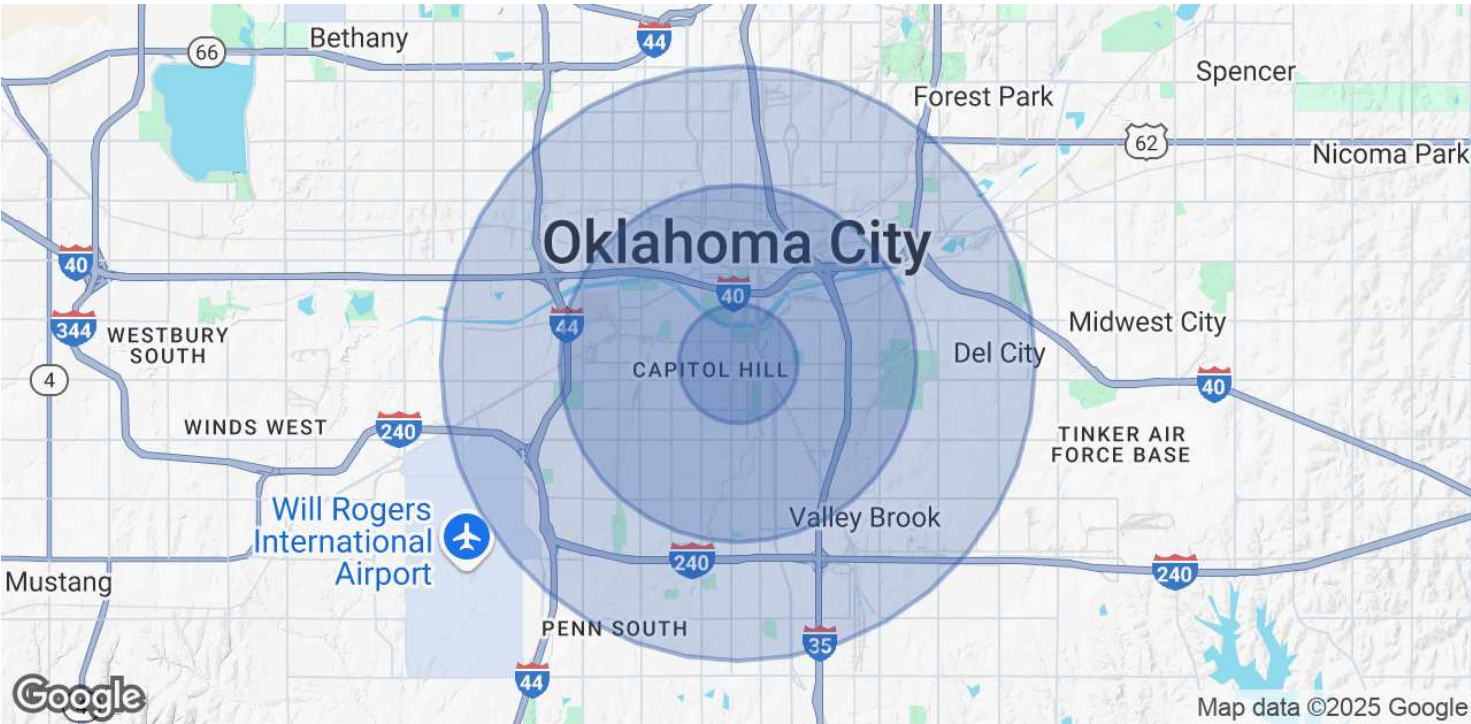 66
Bethany
44
Spencer
Forest Park
62
Nicoma Park
Oklahoma City
40
40
344
WESTBURY
SOUTH
44
Midwest City
Del City
CAPITOL HILL
4
40
WINDS WEST
240
TINKER AIR
FORCE BASE
Will Rogers
International
Airport
Valley Brook
240
240
Mustang
PENN SOUTH
35
44
Google
Map data ©2025 Google